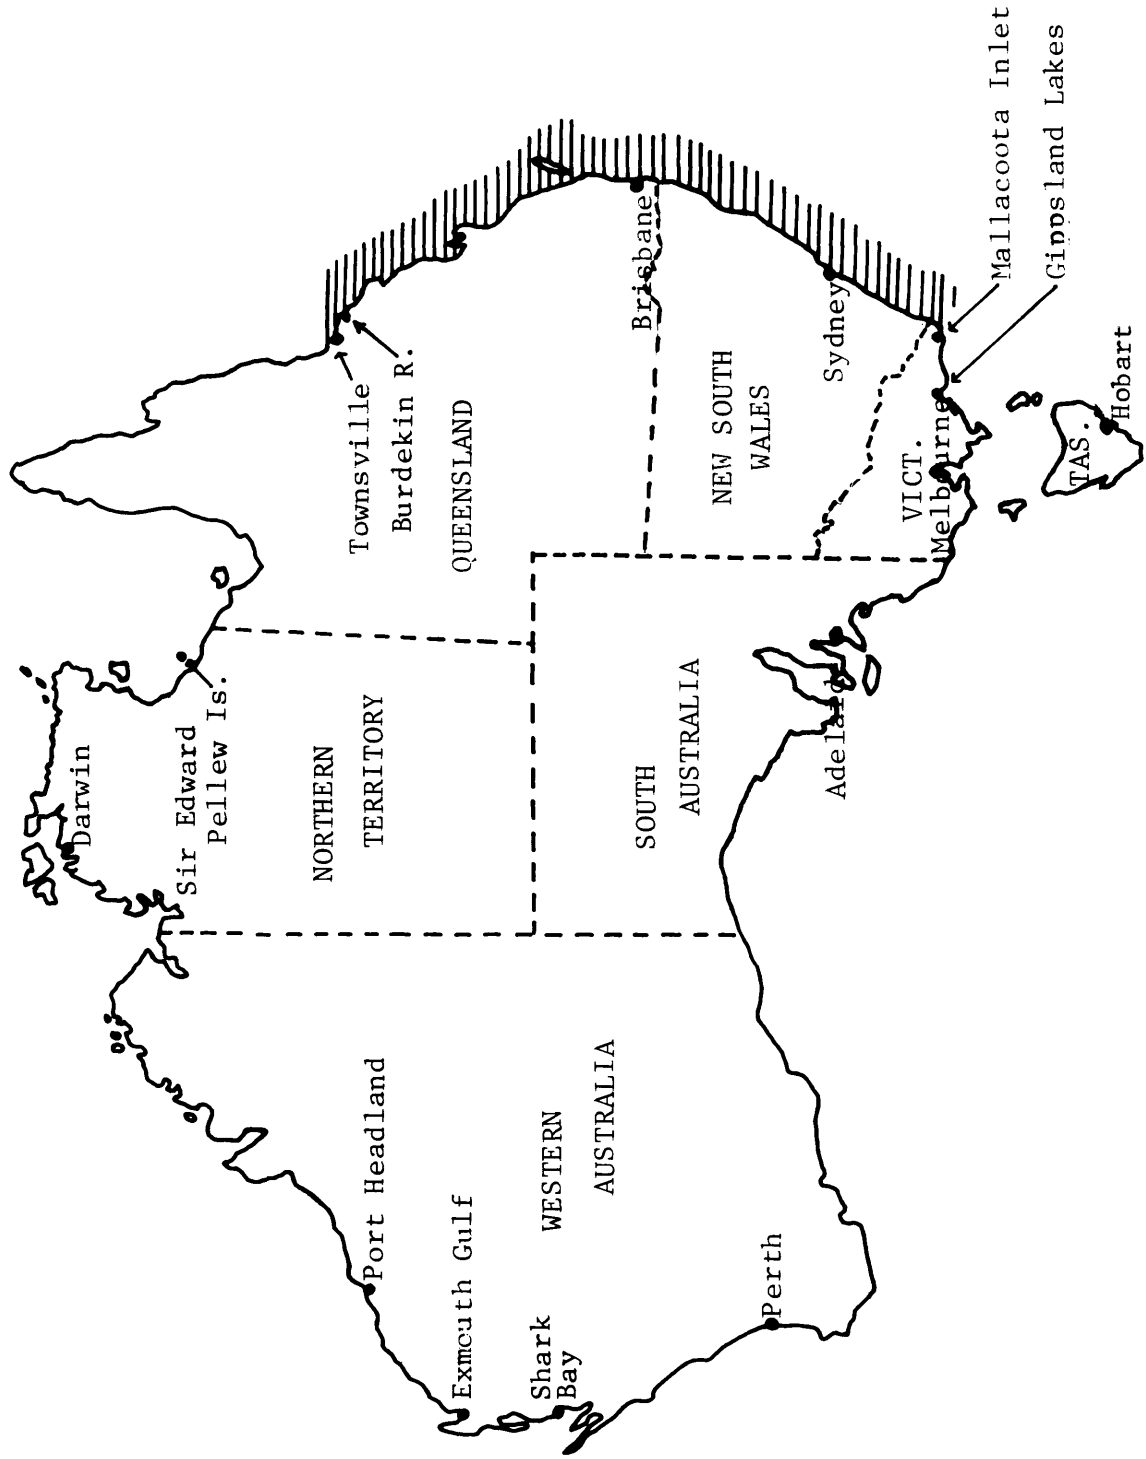 Darwin
Sir Edward
Pellew Is.
Townsville
Burdekin R.
QUEENSLAND
NORTHERN
TERRITORY
Port Headland
Exmouth Gulf
Shark
Bay
WESTERN
AUSTRALIA
SOUTH
AUSTRALIA
Brisbane
NEW SOUTH
WALES
Sydney
Perth
Adelaide
VICT.
Melbourne
Mallacoota Inlet
Gippsland Lakes
TAS.
Hobart